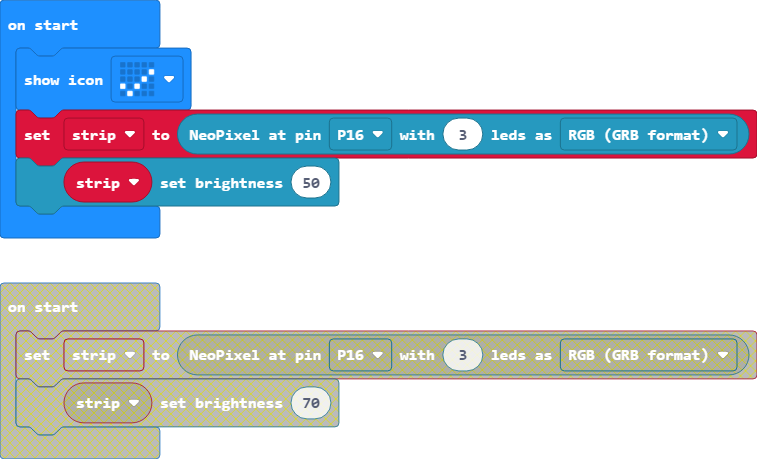 on start
show icon
set strip to NeoPixel at pin P16 with 3 leds as RGB (GRB format)
strip set brightness 50
on start
set strip to NeoPixel at pin P16 with 3 leds as RGB (GRB format)
strip set brightness 70